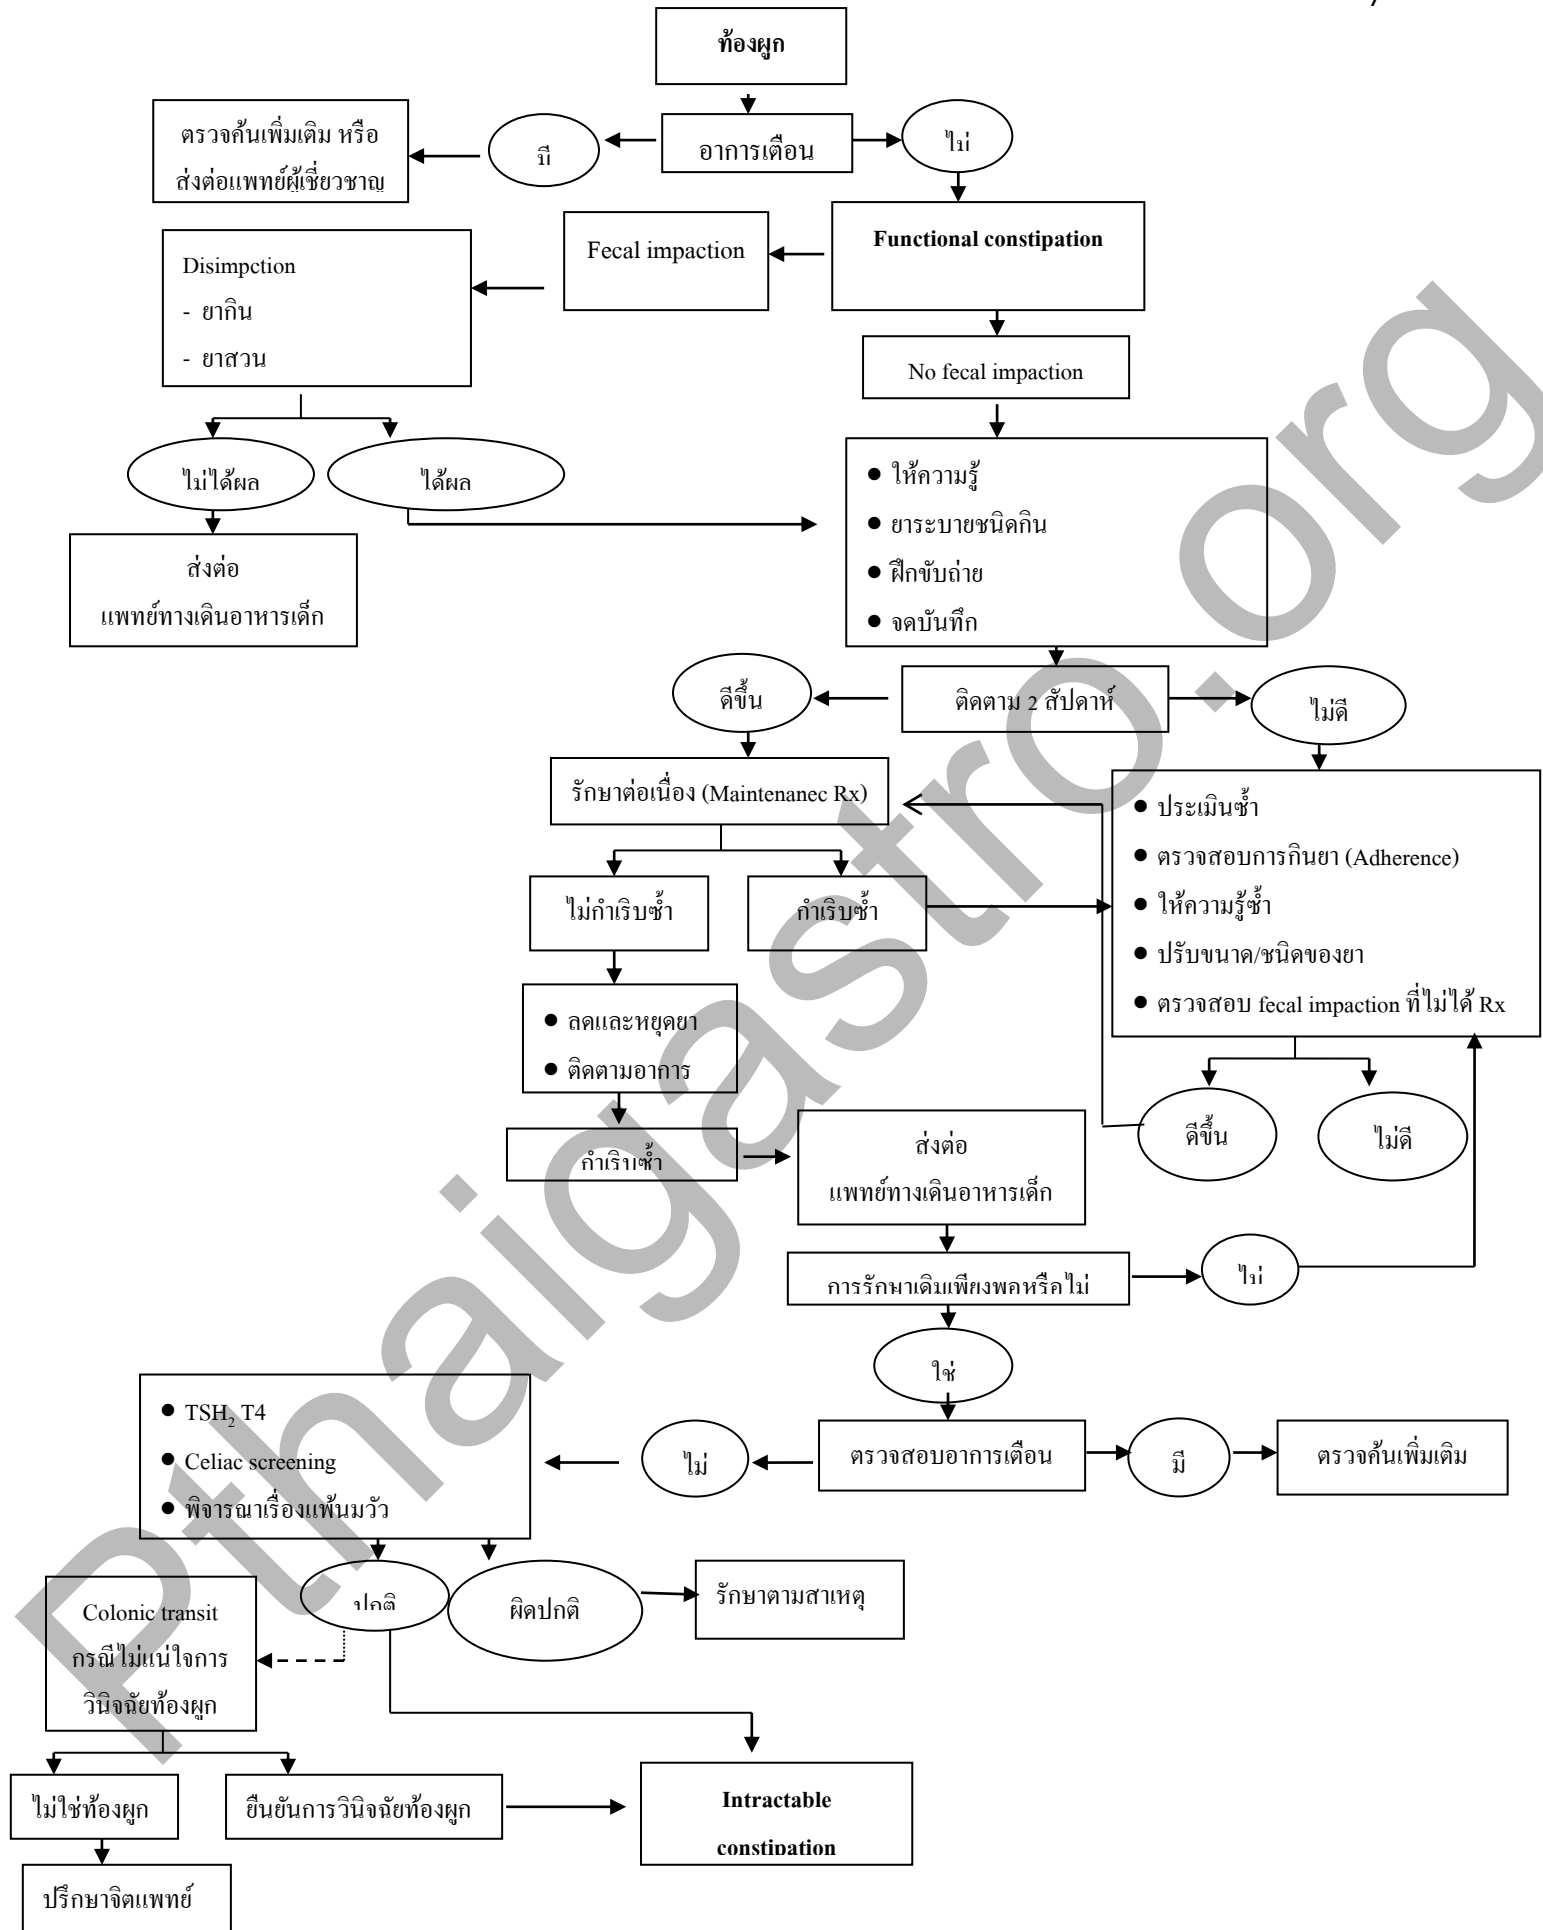 ท้องผูก
อาการเตือน
มี
ไม่
ตรวจค้นเพิ่มเติม หรือ
ส่งต่อแพทย์ผู้เชี่ยวชาญ
Functional constipation
Fecal impaction
Disimpction
- ยากิน
- ยาสวน
No fecal impaction
ไม่ได้ผล
ได้ผล
ส่งต่อ
แพทย์ทางเดินอาหารเด็ก
● ให้ความรู้
● ยาระบายชนิดกิน
● ฝึกขับถ่าย
● จดบันทึก
ดีขึ้น
ติดตาม 2 สัปดาห์
ไม่ดี
รักษาต่อเนื่อง (Maintenanec Rx)
● ประเมินซ้ำ
● ตรวจสอบการกินยา (Adherence)
● ให้ความรู้ซ้ำ
● ปรับขนาด/ชนิดของยา
● ตรวจสอบ fecal impaction ที่ไม่ได้ Rx
ไม่กำเริบซ้ำ
กำเริบซ้ำ
● ลดและหยุดยา
● ติดตามอาการ
ดีขึ้น
ไม่ดี
กำเริบซ้ำ
ส่งต่อ
แพทย์ทางเดินอาหารเด็ก
การรักษาเดิมเพียงพอหรือไม่
ไม่
ใช่
● TSH₂ T4
● Celiac screening
● พิจารณาเรื่องแพ้นมวัว
ไม่
ตรวจสอบอาการเตือน
มี
ตรวจค้นเพิ่มเติม
ปกติ
ผิดปกติ
รักษาตามสาเหตุ
Colonic transit
กรณีไม่แน่ใจการ
วินิจฉัยท้องผูก
ไม่ใช่ท้องผูก
ยืนยันการวินิจฉัยท้องผูก
Intractable
constipation
ปรึกษาจิตแพทย์
Pthaigastro.org